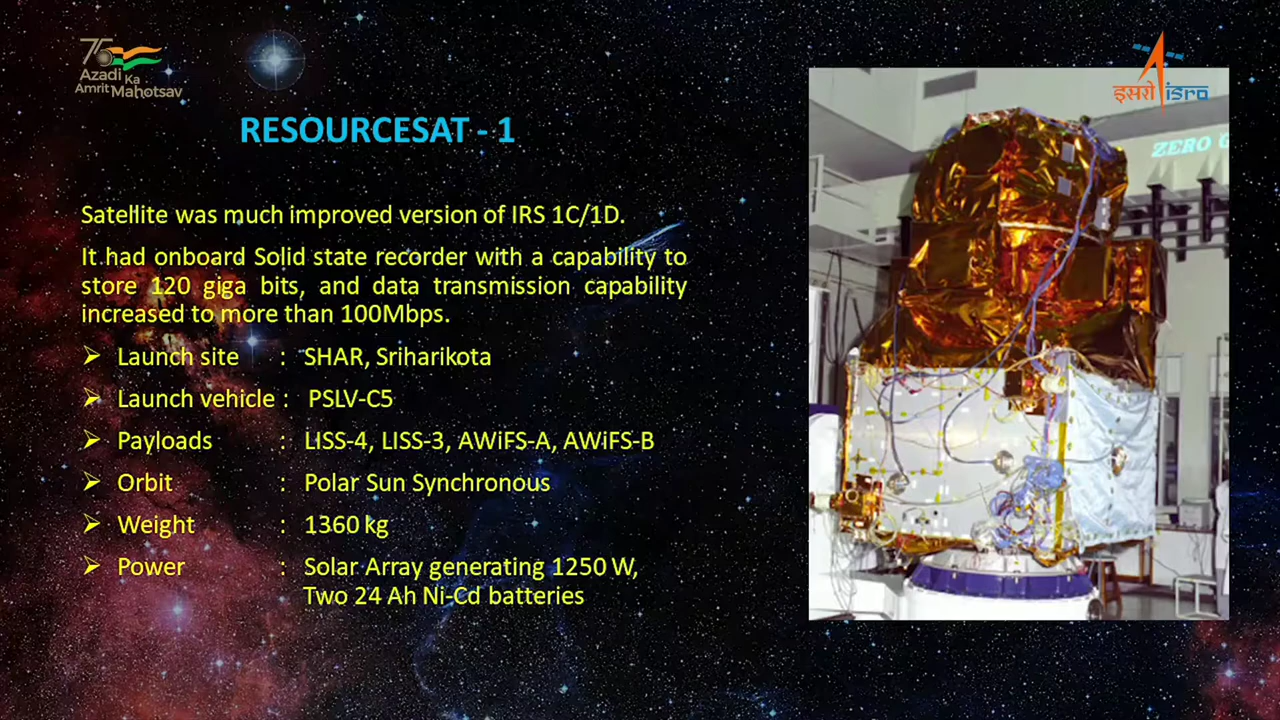 75
Azadi Ka
Amrit Mahotsav
इसरो isro
RESOURCESAT - 1
ZERO
Satellite was much improved version of IRS 1C/1D.
It had onboard Solid state recorder with a capability to
store 120 giga bits, and data transmission capability
increased to more than 100Mbps.
➢ Launch site : SHAR, Sriharikota
➢ Launch vehicle : PSLV-C5
➢ Payloads : LISS-4, LISS-3, AWiFS-A, AWiFS-B
➢ Orbit : Polar Sun Synchronous
➢ Weight : 1360 kg
➢ Power : Solar Array generating 1250 W,
Two 24 Ah Ni-Cd batteries